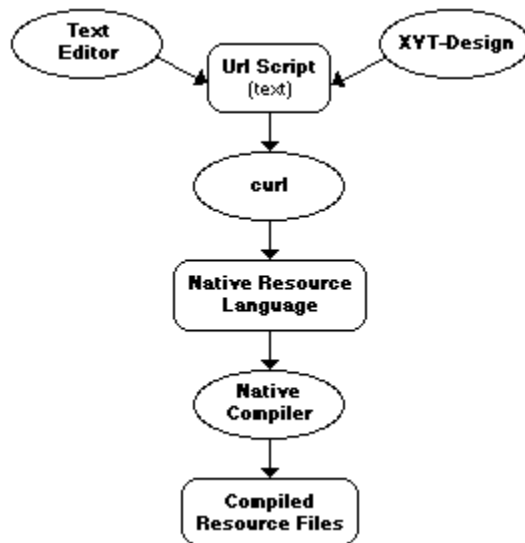 Text
Editor
XYT-Design
Url Script
(text)
curl
Native Resource
Language
Native
Compiler
Compiled
Resource Files